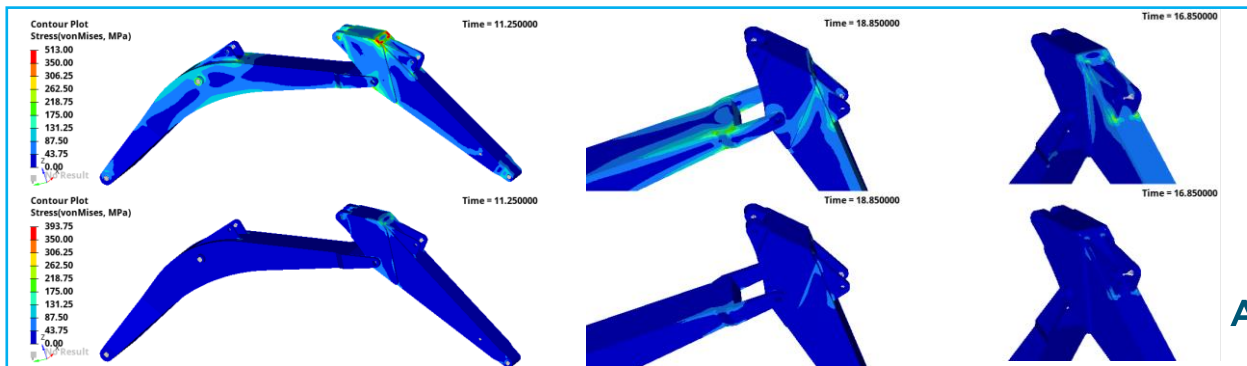 Contour Plot
Stress(vonMises, MPa)
513.00
350.00
306.25
262.50
218.75
175.00
131.25
87.50
43.75
0.00
Z
No Result
Time = 11.250000
Time = 18.850000
Time = 16.850000
Contour Plot
Stress(vonMises, MPa)
393.75
350.00
306.25
262.50
218.75
175.00
131.25
87.50
43.75
0.00
Z
No Result
Time = 11.250000
Time = 18.850000
Time = 16.850000
A